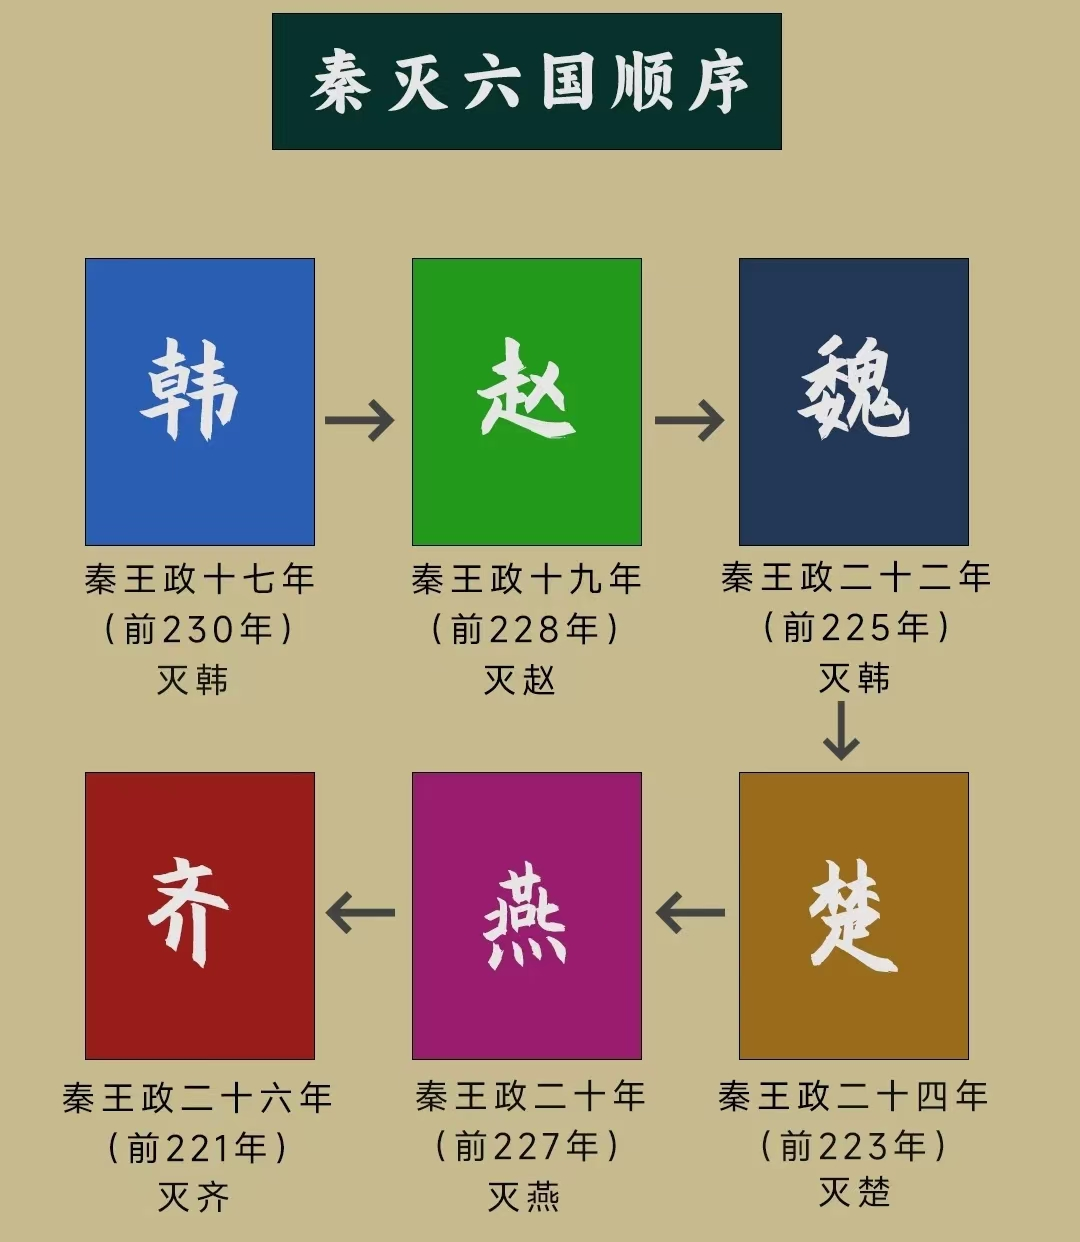 秦灭六国顺序
韩
秦王政十七年
（前230年）
灭韩
赵
秦王政十九年
（前228年）
灭赵
魏
秦王政二十二年
（前225年）
灭韩
楚
秦王政二十四年
（前223年）
灭楚
燕
秦王政二十年
（前227年）
灭燕
齐
秦王政二十六年
（前221年）
灭齐